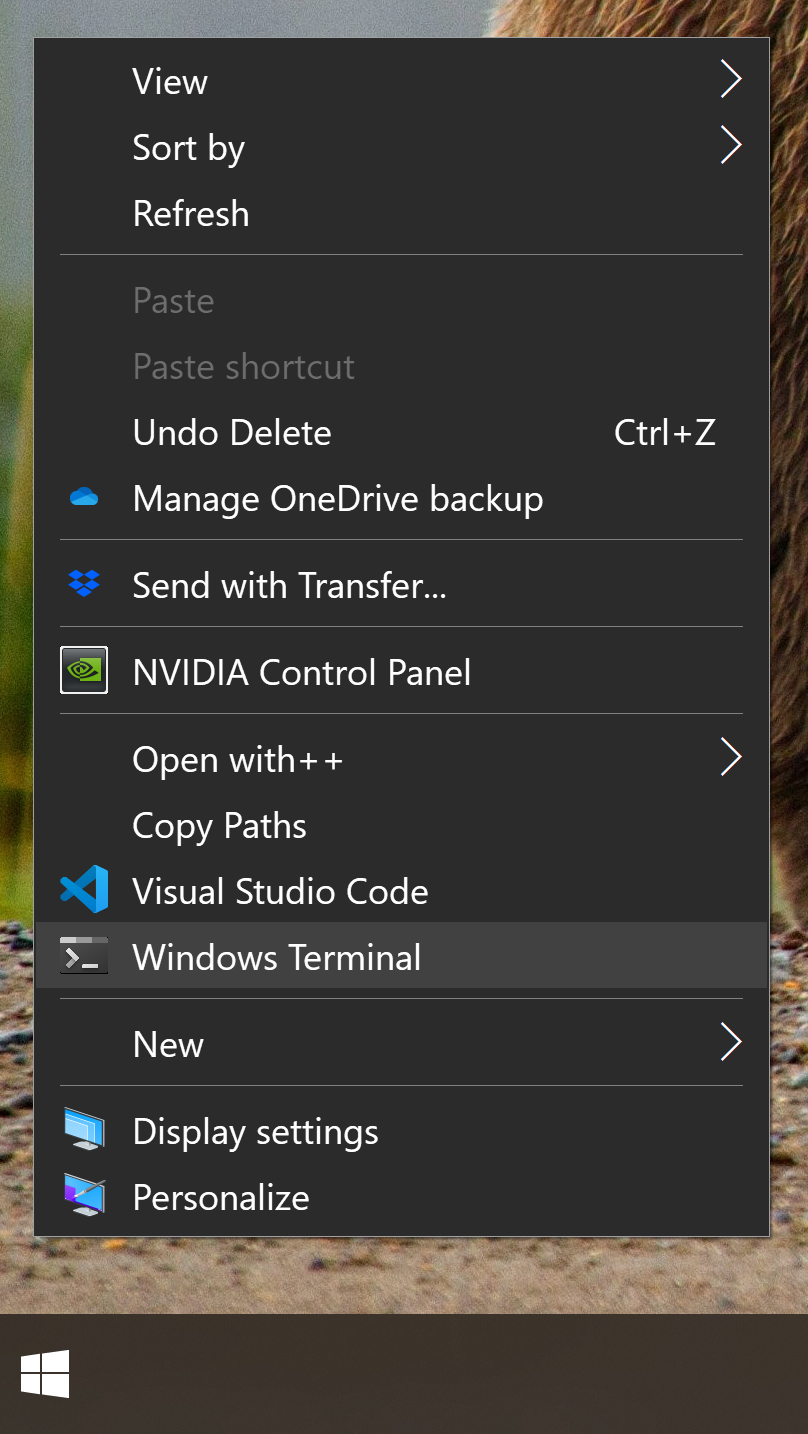 View
Sort by
Refresh
Paste
Paste shortcut
Undo Delete Ctrl+Z
Manage OneDrive backup
Send with Transfer...
NVIDIA Control Panel
Open with++
Copy Paths
Visual Studio Code
Windows Terminal
New
Display settings
Personalize